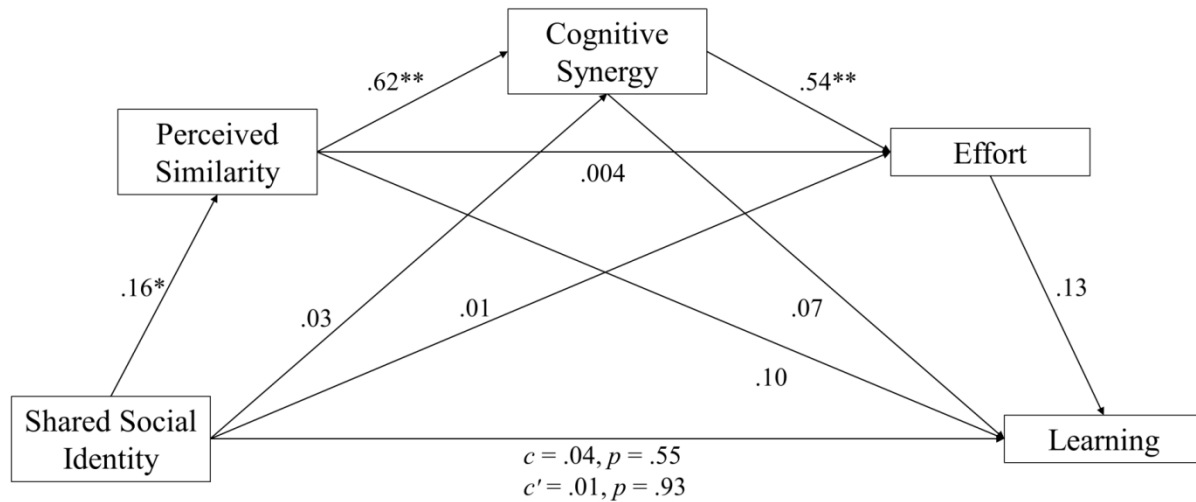 Cognitive
Synergy
.62**
.54**
Perceived
Similarity
Effort
.004
.16*
.03
.01
.07
.13
.10
Shared Social
Identity
Learning
c = .04, p = .55
c' = .01, p = .93